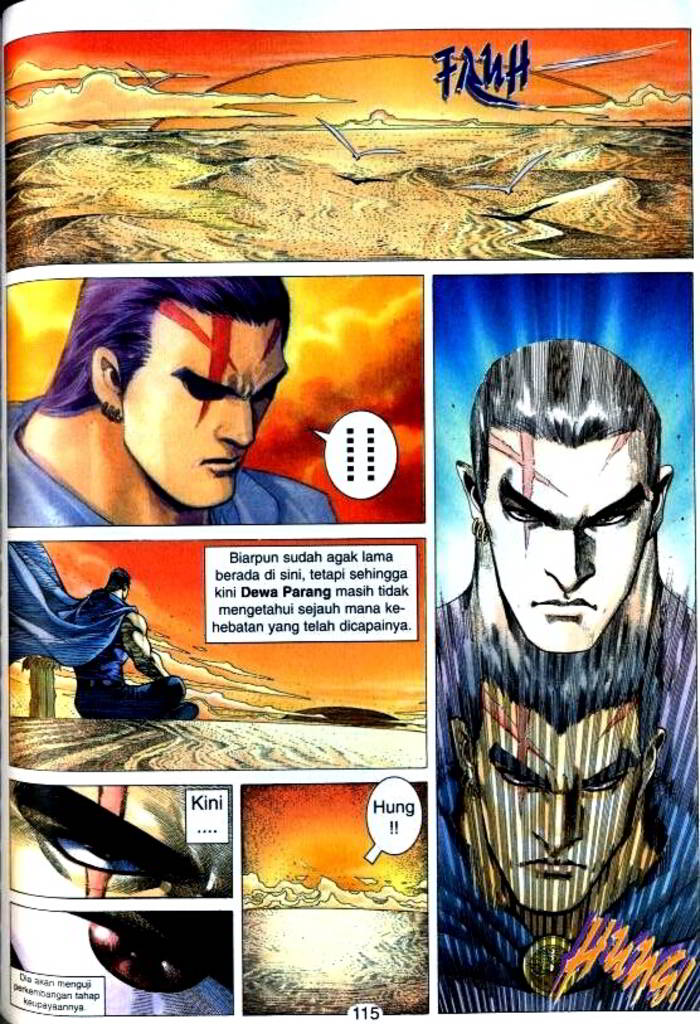 FRUH
Biarpun sudah agak lama
berada di sini, tetapi sehingga
kini Dewa Parang masih tidak
mengetahui sejauh mana ke-
hebatan yang telah dicapainya.
Kini
....
Dia akan menguji
perkembangan tahap
keupayaannya.
Hung
!!
HUNG!
115